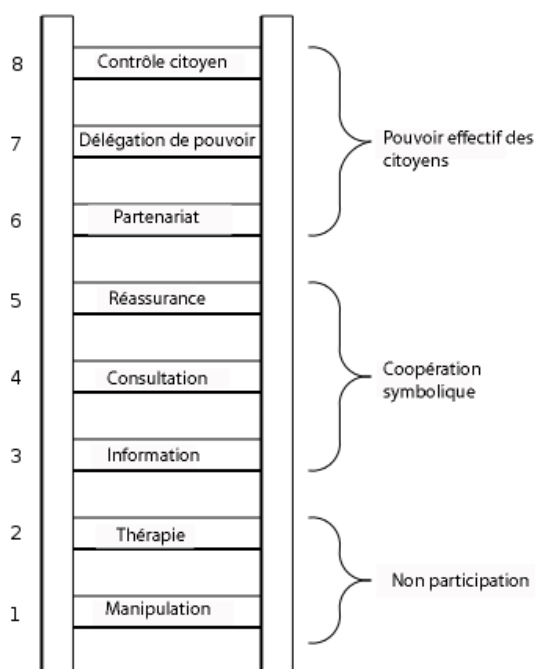 8 Contrôle citoyen
7 Délégation de pouvoir
Pouvoir effectif des
citoyens
6 Partenariat
5 Réassurance
4 Consultation
Coopération
symbolique
3 Information
2 Thérapie
Non participation
1 Manipulation